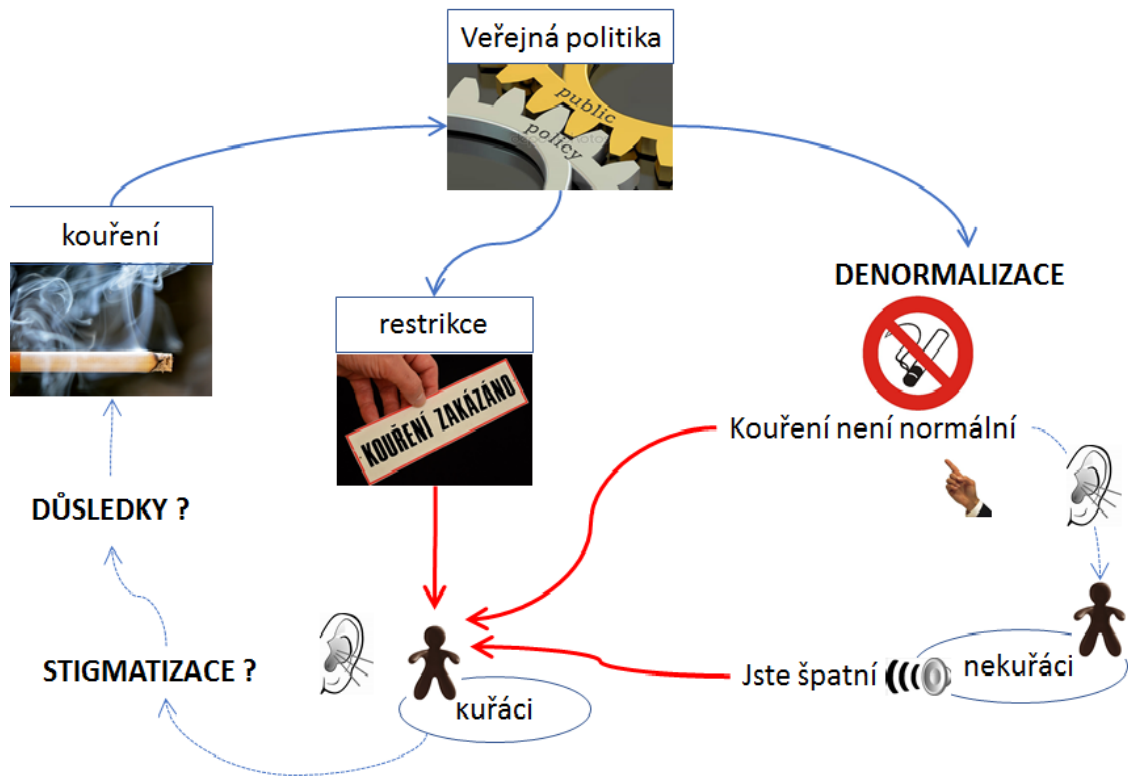 Veřejná politika
public
policy
kouření
DENORMALIZACE
restrikce
KOUŘENÍ ZAKÁZÁNO
Kouření není normální
DŮSLEDKY ?
STIGMATIZACE ?
Jste špatní
nekuřáci
kuřáci